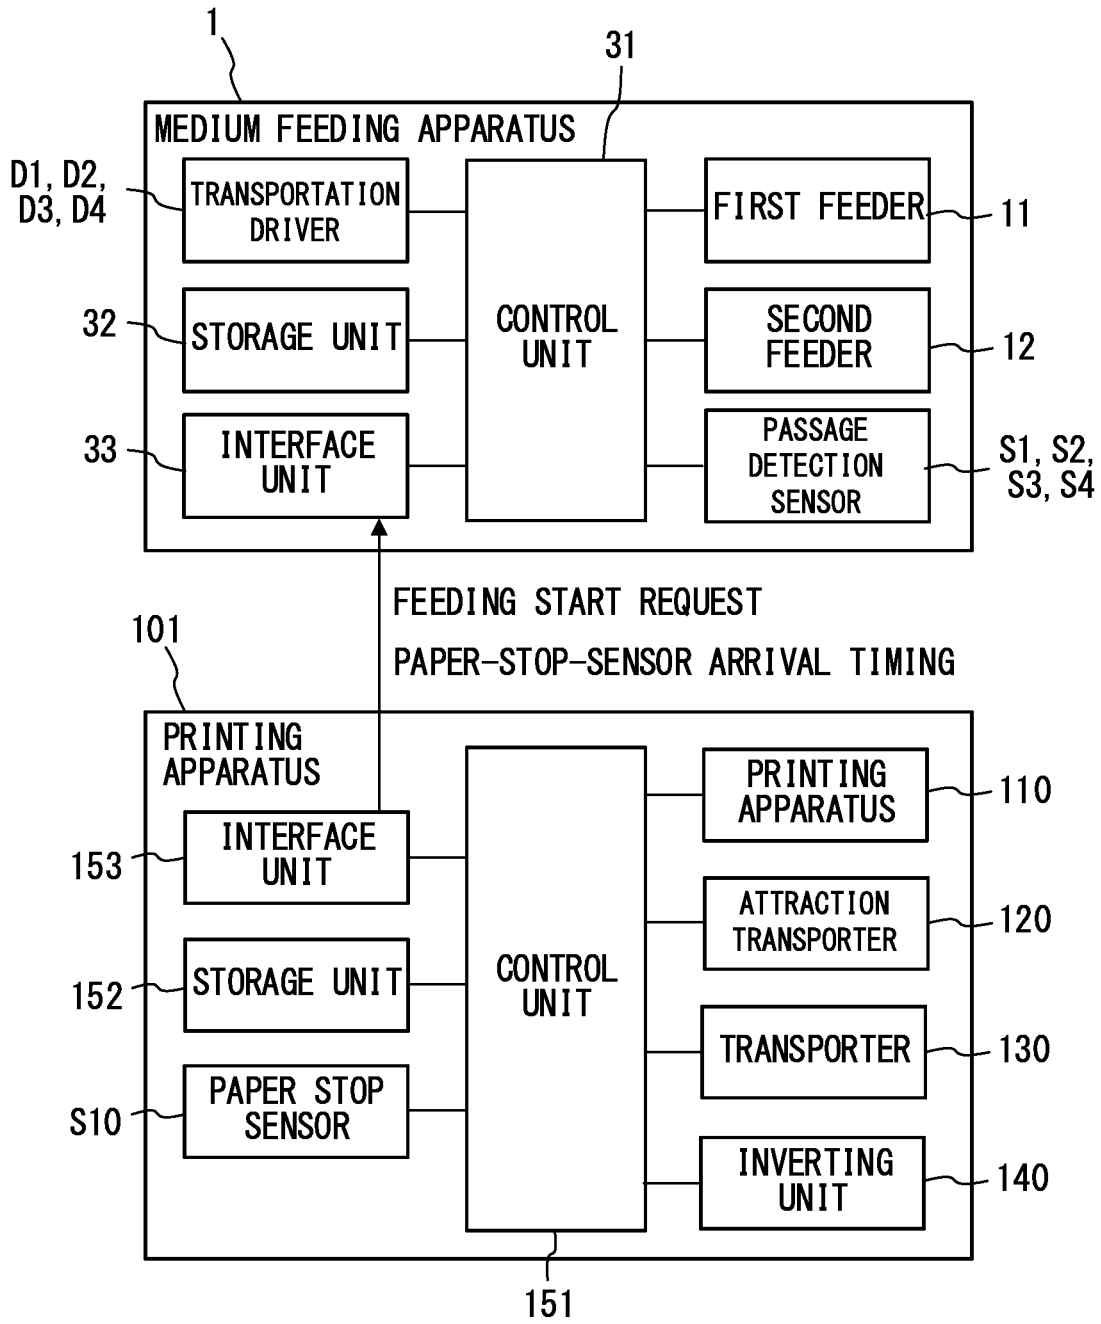 1
31
MEDIUM FEEDING APPARATUS
D1, D2,
D3, D4
TRANSPORTATION
DRIVER
FIRST FEEDER
11
32
STORAGE UNIT
CONTROL
UNIT
SECOND
FEEDER
12
33
INTERFACE
UNIT
PASSAGE
DETECTION
SENSOR
S1, S2,
S3, S4
FEEDING START REQUEST
PAPER-STOP-SENSOR ARRIVAL TIMING
101
PRINTING
APPARATUS
PRINTING
APPARATUS
110
153
INTERFACE
UNIT
ATTRACTION
TRANSPORTER
120
152
STORAGE UNIT
CONTROL
UNIT
TRANSPORTER
130
S10
PAPER STOP
SENSOR
INVERTING
UNIT
140
151